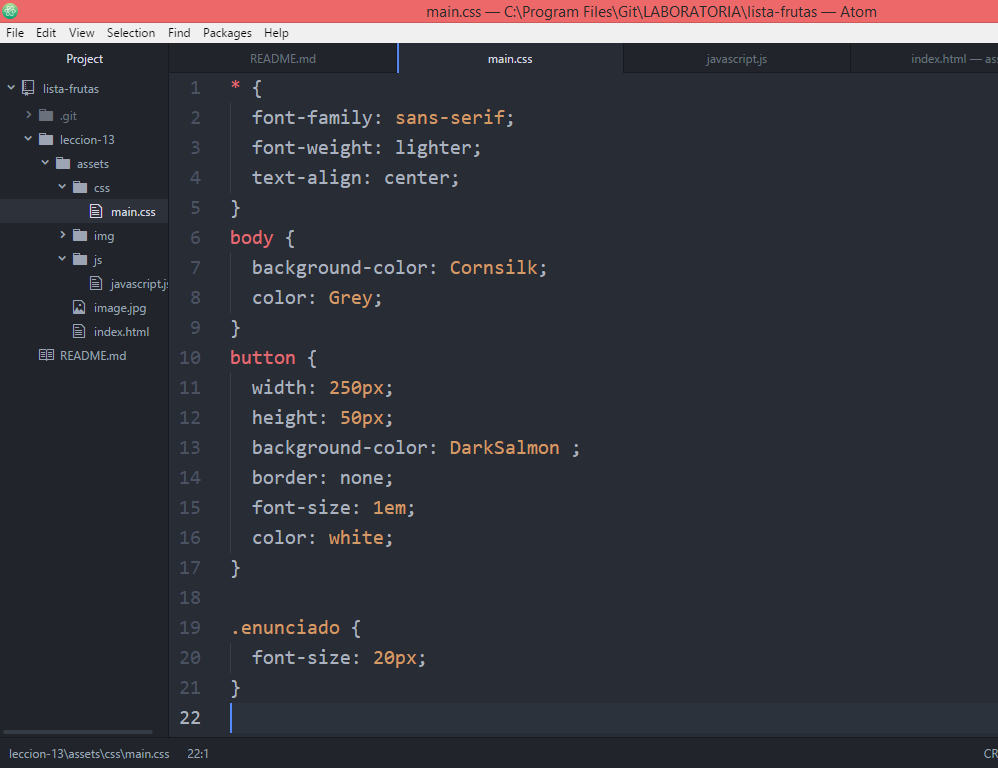 main.css — C:\Program Files\Git\LABORATORIA\lista-frutas — Atom
File Edit View Selection Find Packages Help
Project
lista-frutas
.git
leccion-13
assets
css
main.css
img
js
javascript.js
image.jpg
index.html
README.md
README.md main.css javascript.js index.html — ass
1 * {
2 font-family: sans-serif;
3 font-weight: lighter;
4 text-align: center;
5 }
6 body {
7 background-color: Cornsilk;
8 color: Grey;
9 }
10 button {
11 width: 250px;
12 height: 50px;
13 background-color: DarkSalmon ;
14 border: none;
15 font-size: 1em;
16 color: white;
17 }
18
19 .enunciado {
20 font-size: 20px;
21 }
22
leccion-13\assets\css\main.css 22:1 CR